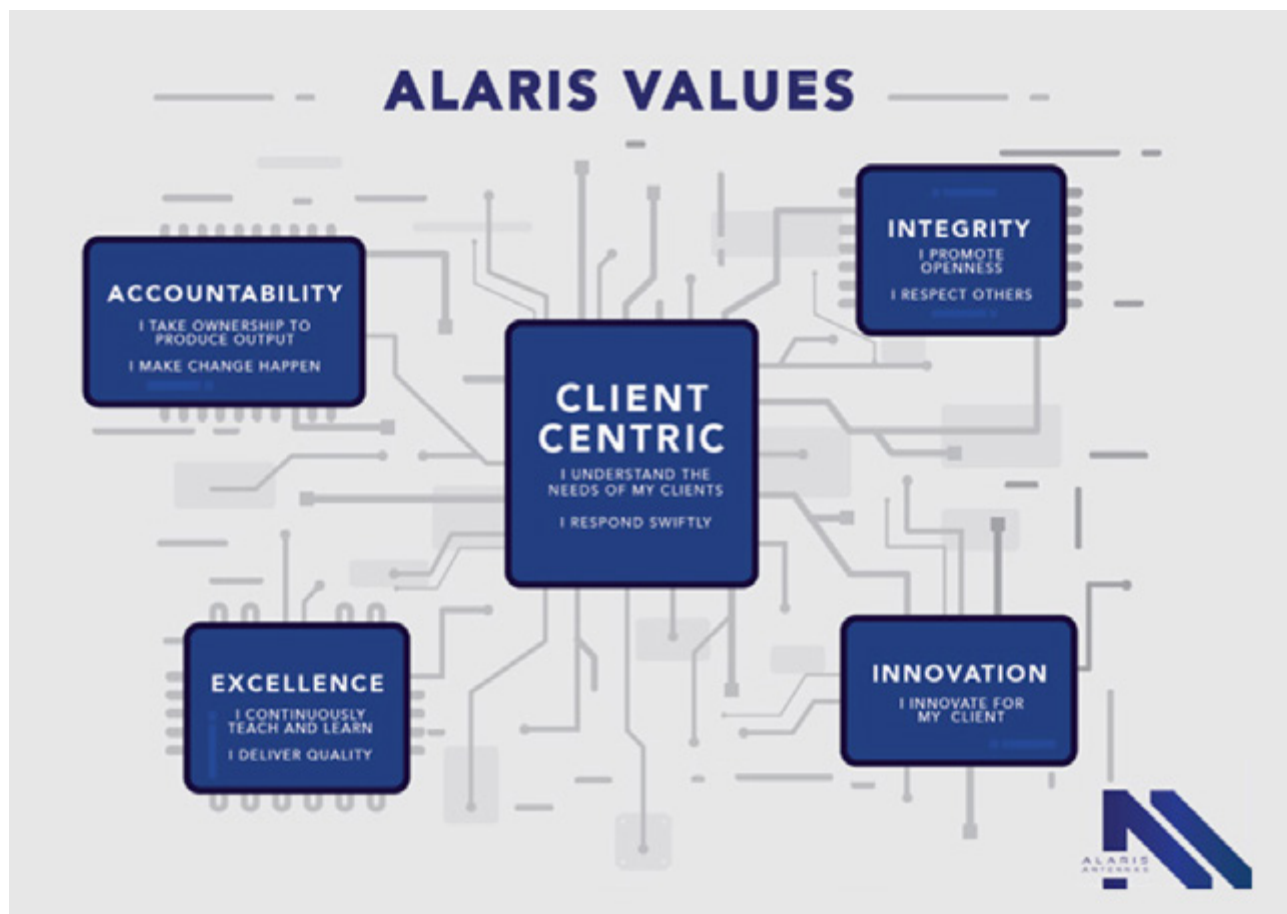 ALARIS VALUES
ACCOUNTABILITY
I TAKE OWNERSHIP TO
PRODUCE OUTPUT
I MAKE CHANGE HAPPEN
INTEGRITY
I PROMOTE
OPENNESS
I RESPECT OTHERS
CLIENT
CENTRIC
I UNDERSTAND THE
NEEDS OF MY CLIENTS
I RESPOND SWIFTLY
EXCELLENCE
I CONTINUOUSLY
TEACH AND LEARN
I DELIVER QUALITY
INNOVATION
I INNOVATE FOR
MY CLIENT
ALARIS
ANTENNAS